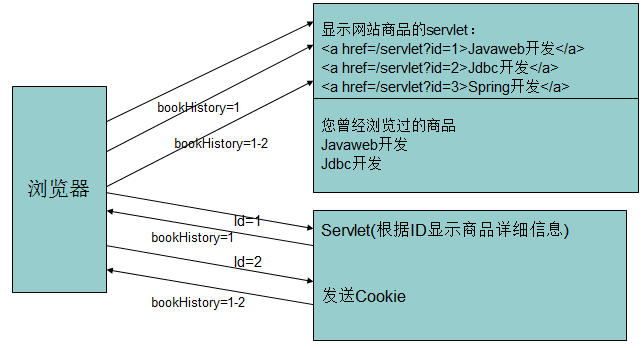 显示网站商品的servlet：
<a href=/servlet?id=1>Javaweb开发</a>
<a href=/servlet?id=2>Jdbc开发</a>
<a href=/servlet?id=3>Spring开发</a>
您曾经浏览过的商品
Javaweb开发
Jdbc开发
bookHistory=1
bookHistory=1-2
浏览器
Id=1
bookHistory=1
Id=2
bookHistory=1-2
Servlet(根据ID显示商品详细信息)
发送Cookie